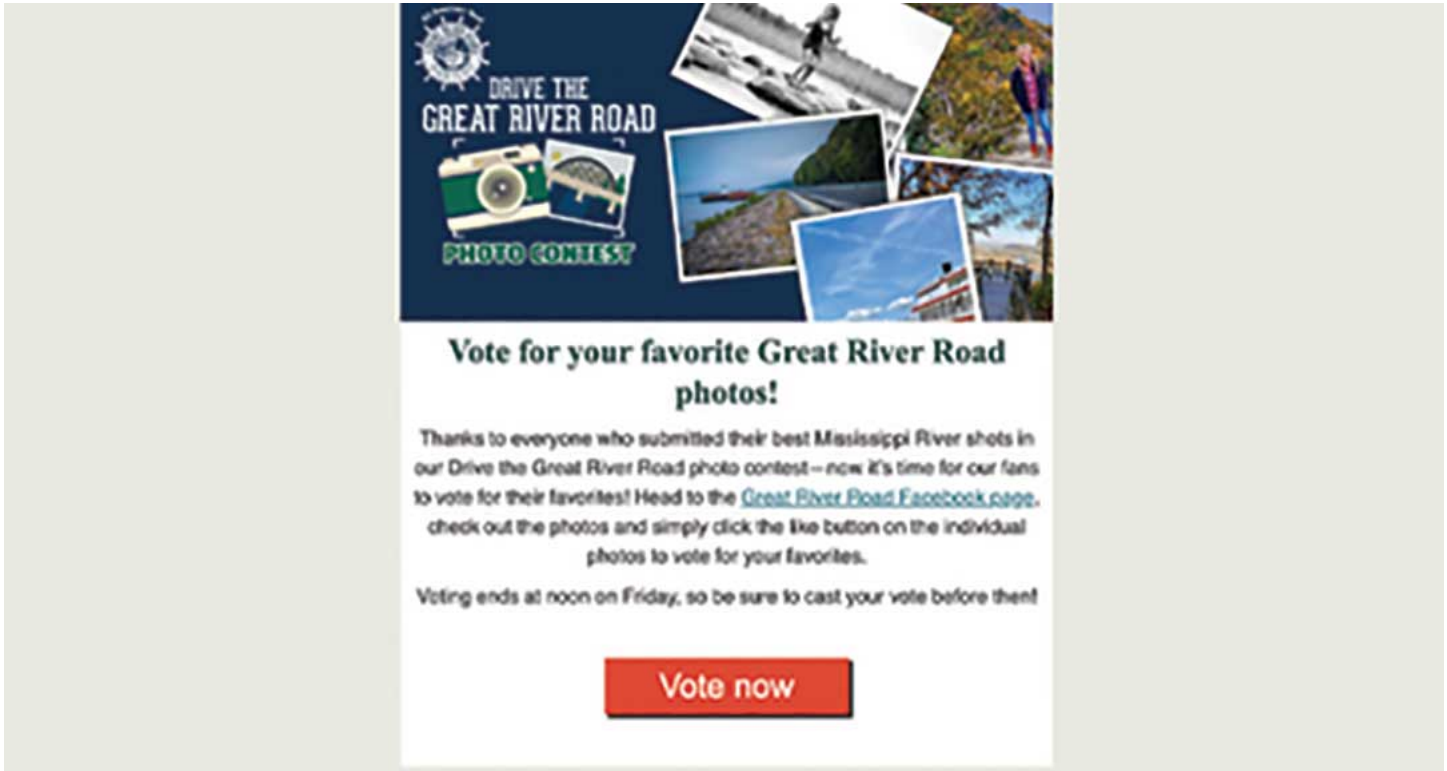 DRIVE THE
GREAT RIVER ROAD
PHOTO CONTEST
Vote for your favorite Great River Road
photos!
Thanks to everyone who submitted their best Mississippi River shots in
our Drive the Great River Road photo contest—now it's time for our fans
to vote for their favorites! Head to the Great River Road Facebook page,
check out the photos and simply click the like button on the individual
photos to vote for your favorites.
Voting ends at noon on Friday, so be sure to cast your vote before then!
Vote now